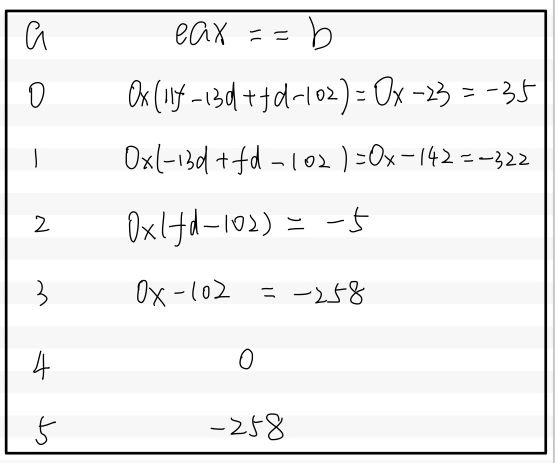 a eax == b
0 0x(11f-13d+fd-102)=0x-23=-35
1 0x(-13d+fd-102)=0x-142=-322
2 0x(fd-102)=-5
3 0x-102 =-258
4 0
5 -258